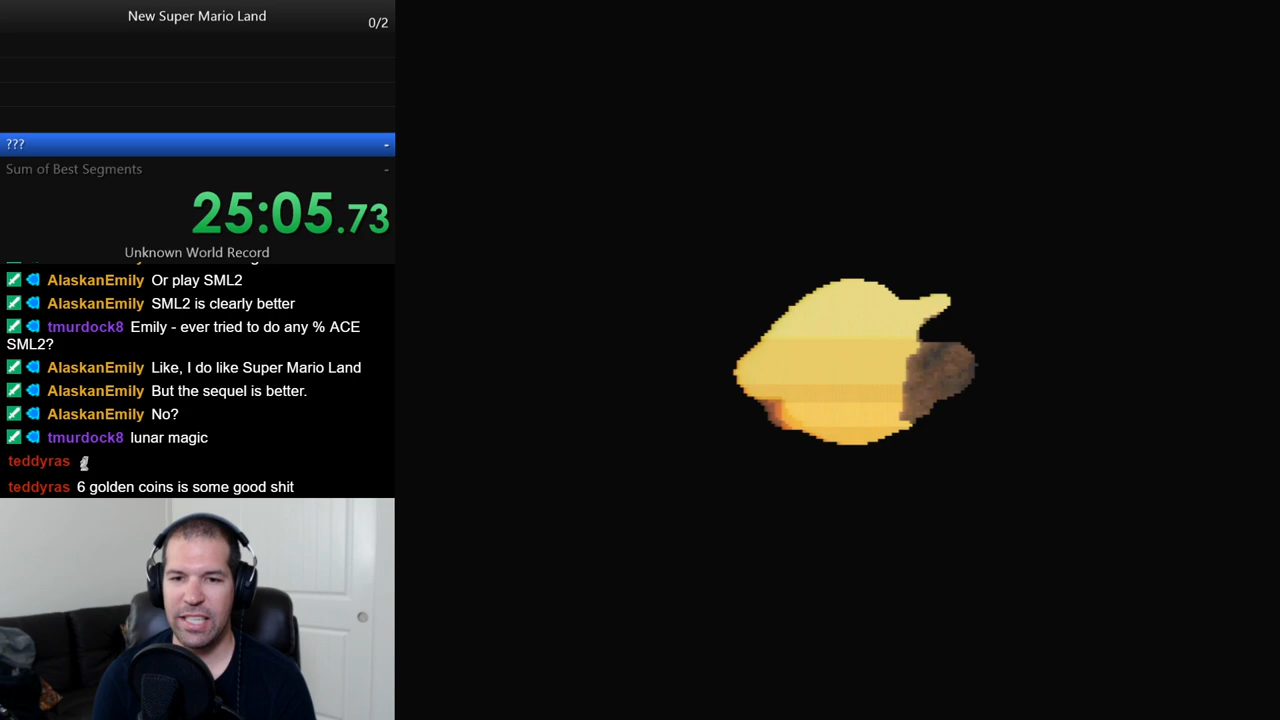 New Super Mario Land
0/2
??? -
Sum of Best Segments -
25:05.73
Unknown World Record
AlaskanEmily Or play SML2
AlaskanEmily SML2 is clearly better
tmurdock8 Emily - ever tried to do any % ACE
SML2?
AlaskanEmily Like, I do like Super Mario Land
AlaskanEmily But the sequel is better.
AlaskanEmily No?
tmurdock8 lunar magic
teddyras
teddyras 6 golden coins is some good shit